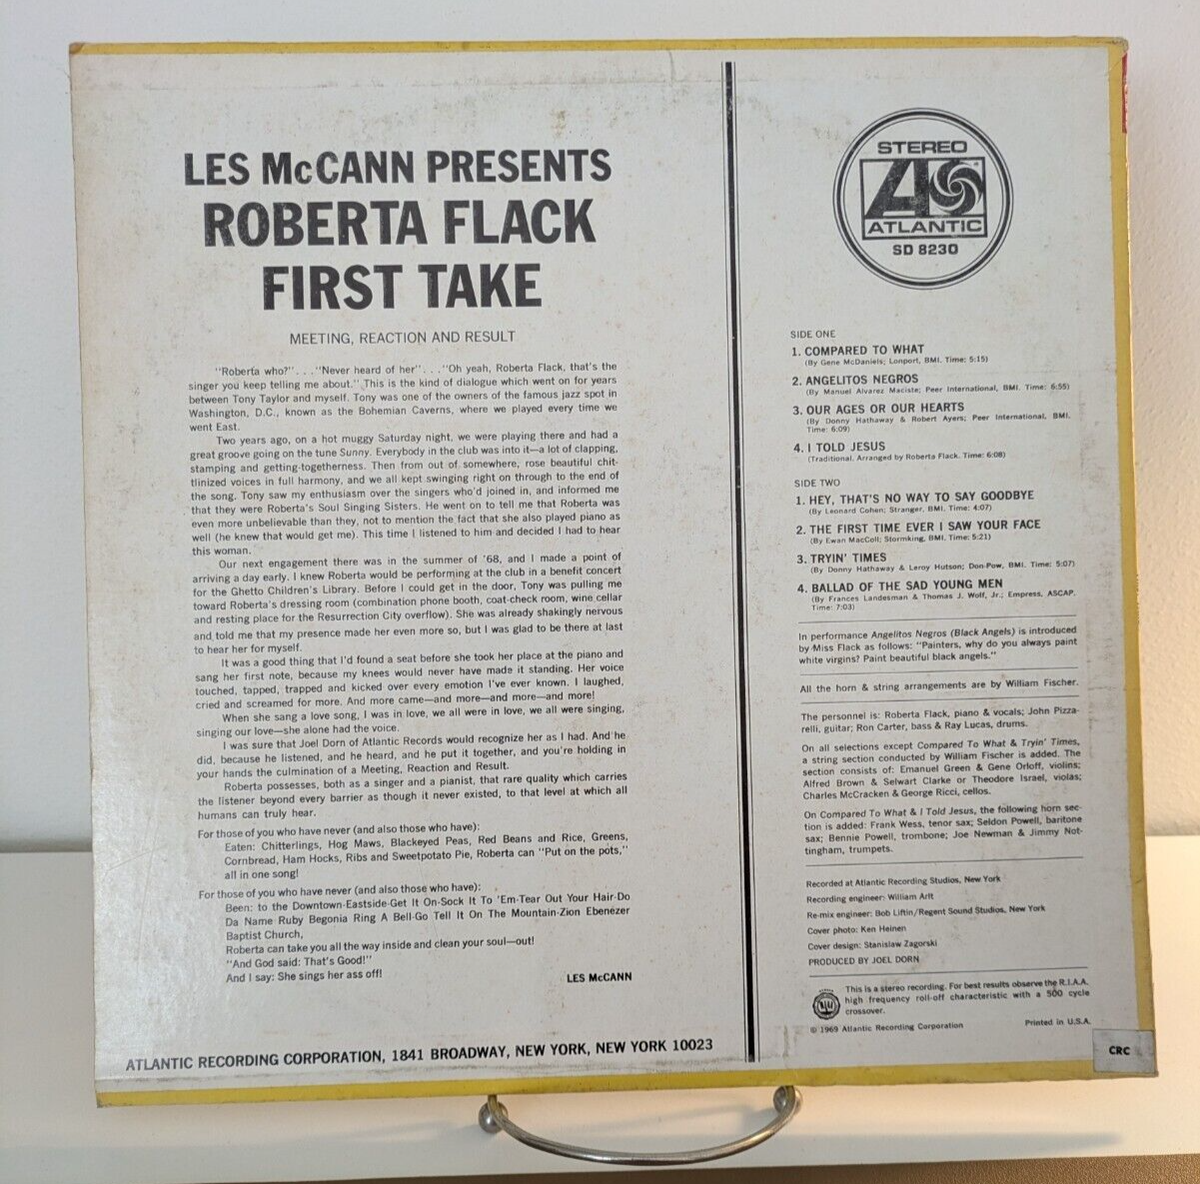 LES McCANN PRESENTS
ROBERTA FLACK
FIRST TAKE
MEETING, REACTION AND RESULT
"Roberta who?" . . . "Never heard of her" . . . "Oh yeah, Roberta Flack, that's the
singer you keep telling me about." This is the kind of dialogue which went on for years
between Tony Taylor and myself. Tony was one of the owners of the famous jazz spot in
Washington, D.C., known as the Bohemian Caverns, where we played every time we
went East.
Two years ago, on a hot muggy Saturday night, we were playing there and had a
great groove going on the tune Sunny. Everybody in the club was into it—a lot of clapping,
stamping and getting-togetherness. Then from out of somewhere, rose beautiful chit-
tlinized voices in full harmony, and we all kept swinging right on through to the end of
the song. Tony saw my enthusiasm over the singers who'd joined in, and informed me
that they were Roberta's Soul Singing Sisters. He went on to tell me that Roberta was
even more unbelievable than they, not to mention the fact that she also played piano as
well (he knew that would get me). This time I listened to him and decided I had to hear
this woman.
Our next engagement there was in the summer of '68, and I made a point of
arriving a day early. I knew Roberta would be performing at the club in a benefit concert
for the Ghetto Children's Library. Before I could get in the door, Tony was pulling me
toward Roberta's dressing room (combination phone booth, coat-check room, wine cellar
and resting place for the Resurrection City overflow). She was already shakingly nervous
and told me that my presence made her even more so, but I was glad to be there at last
to hear her for myself.
It was a good thing that I'd found a seat before she took her place at the piano and
sang her first note, because my knees would never have made it standing. Her voice
touched, tapped, trapped and kicked over every emotion I've ever known. I laughed,
cried and screamed for more. And more came—and more—and more!
When she sang a love song, I was in love, we all were in love, we all were singing,
singing our love—she alone had the voice.
I was sure that Joel Dorn of Atlantic Records would recognize her as I had. And he
did, because he listened, and he heard, and he put it together, and you're holding in
your hands the culmination of a Meeting, Reaction and Result.
Roberta possesses, both as a singer and a pianist, that rare quality which carries
the listener beyond every barrier as though it never existed, to that level at which all
humans can truly hear.
For those of you who have never (and also those who have):
Eaten: Chitterlings, Hog Maws, Blackeyed Peas, Red Beans and Rice, Greens,
Cornbread, Ham Hocks, Ribs and Sweetpotato Pie, Roberta can "Put on the pots,"
all in one song!
For those of you who have never (and also those who have):
Been: to the Downtown-Eastside-Get It On-Sock It To 'Em-Tear Out Your Hair-Do
Da Name-Ruby Begonia Ring A Bell-Go Tell It On The Mountain-Zion Ebenezer
Baptist Church,
Roberta can take you all the way inside and clean your soul—out!
"And God said: That's Good!"
And I say: She sings her ass off!
LES McCANN
ATLANTIC RECORDING CORPORATION, 1841 BROADWAY, NEW YORK, NEW YORK 10023
STEREO
A
ATLANTIC
SD 8230
SIDE ONE
1. COMPARED TO WHAT
(By Gene McDaniels; Lonport, BMI. Time: 5:15)
2. ANGELITOS NEGROS
(By Manuel Alvarez Maciste; Peer International, BMI. Time: 6:55)
3. OUR AGES OR OUR HEARTS
(By Donny Hathaway & Robert Ayers; Peer International, BMI.
Time: 6:09)
4. I TOLD JESUS
(Traditional, Arranged by Roberta Flack. Time: 6:08)
SIDE TWO
1. HEY, THAT'S NO WAY TO SAY GOODBYE
(By Leonard Cohen; Stranger, BMI. Time: 4:07)
2. THE FIRST TIME EVER I SAW YOUR FACE
(By Ewan MacColl; Stormking, BMI. Time: 5:21)
3. TRYIN' TIMES
(By Donny Hathaway & Leroy Hutson; Don-Pow, BMI. Time: 5:07)
4. BALLAD OF THE SAD YOUNG MEN
(By Frances Landesman & Thomas J. Wolf, Jr.; Empress, ASCAP.
Time: 7:03)
In performance Angelitos Negros (Black Angels) is introduced
by Miss Flack as follows: "Painters, why do you always paint
white virgins? Paint beautiful black angels."
All the horn & string arrangements are by William Fischer.
The personnel is: Roberta Flack, piano & vocals; John Pizza-
relli, guitar; Ron Carter, bass & Ray Lucas, drums.
On all selections except Compared To What & Tryin' Times,
a string section conducted by William Fischer is added. The
section consists of: Emanuel Green & Gene Orloff, violins;
Alfred Brown & Selwart Clarke or Theodore Israel, violas;
Charles McCracken & George Ricci, cellos.
On Compared To What & I Told Jesus, the following horn sec-
tion is added: Frank Wess, tenor sax; Seldon Powell, baritone
sax; Bennie Powell, trombone; Joe Newman & Jimmy Not-
tingham, trumpets.
Recorded at Atlantic Recording Studios, New York
Recording engineer: William Arlt
Re-mix engineer: Bob Liftin/Regent Sound Studios, New York
Cover photo: Ken Heinen
Cover design: Stanislaw Zagorski
PRODUCED BY JOEL DORN
This is a stereo recording. For best results observe the R.I.A.A.
high frequency roll-off characteristic with a 500 cycle
crossover.
© 1969 Atlantic Recording Corporation
Printed in U.S.A.
CRC